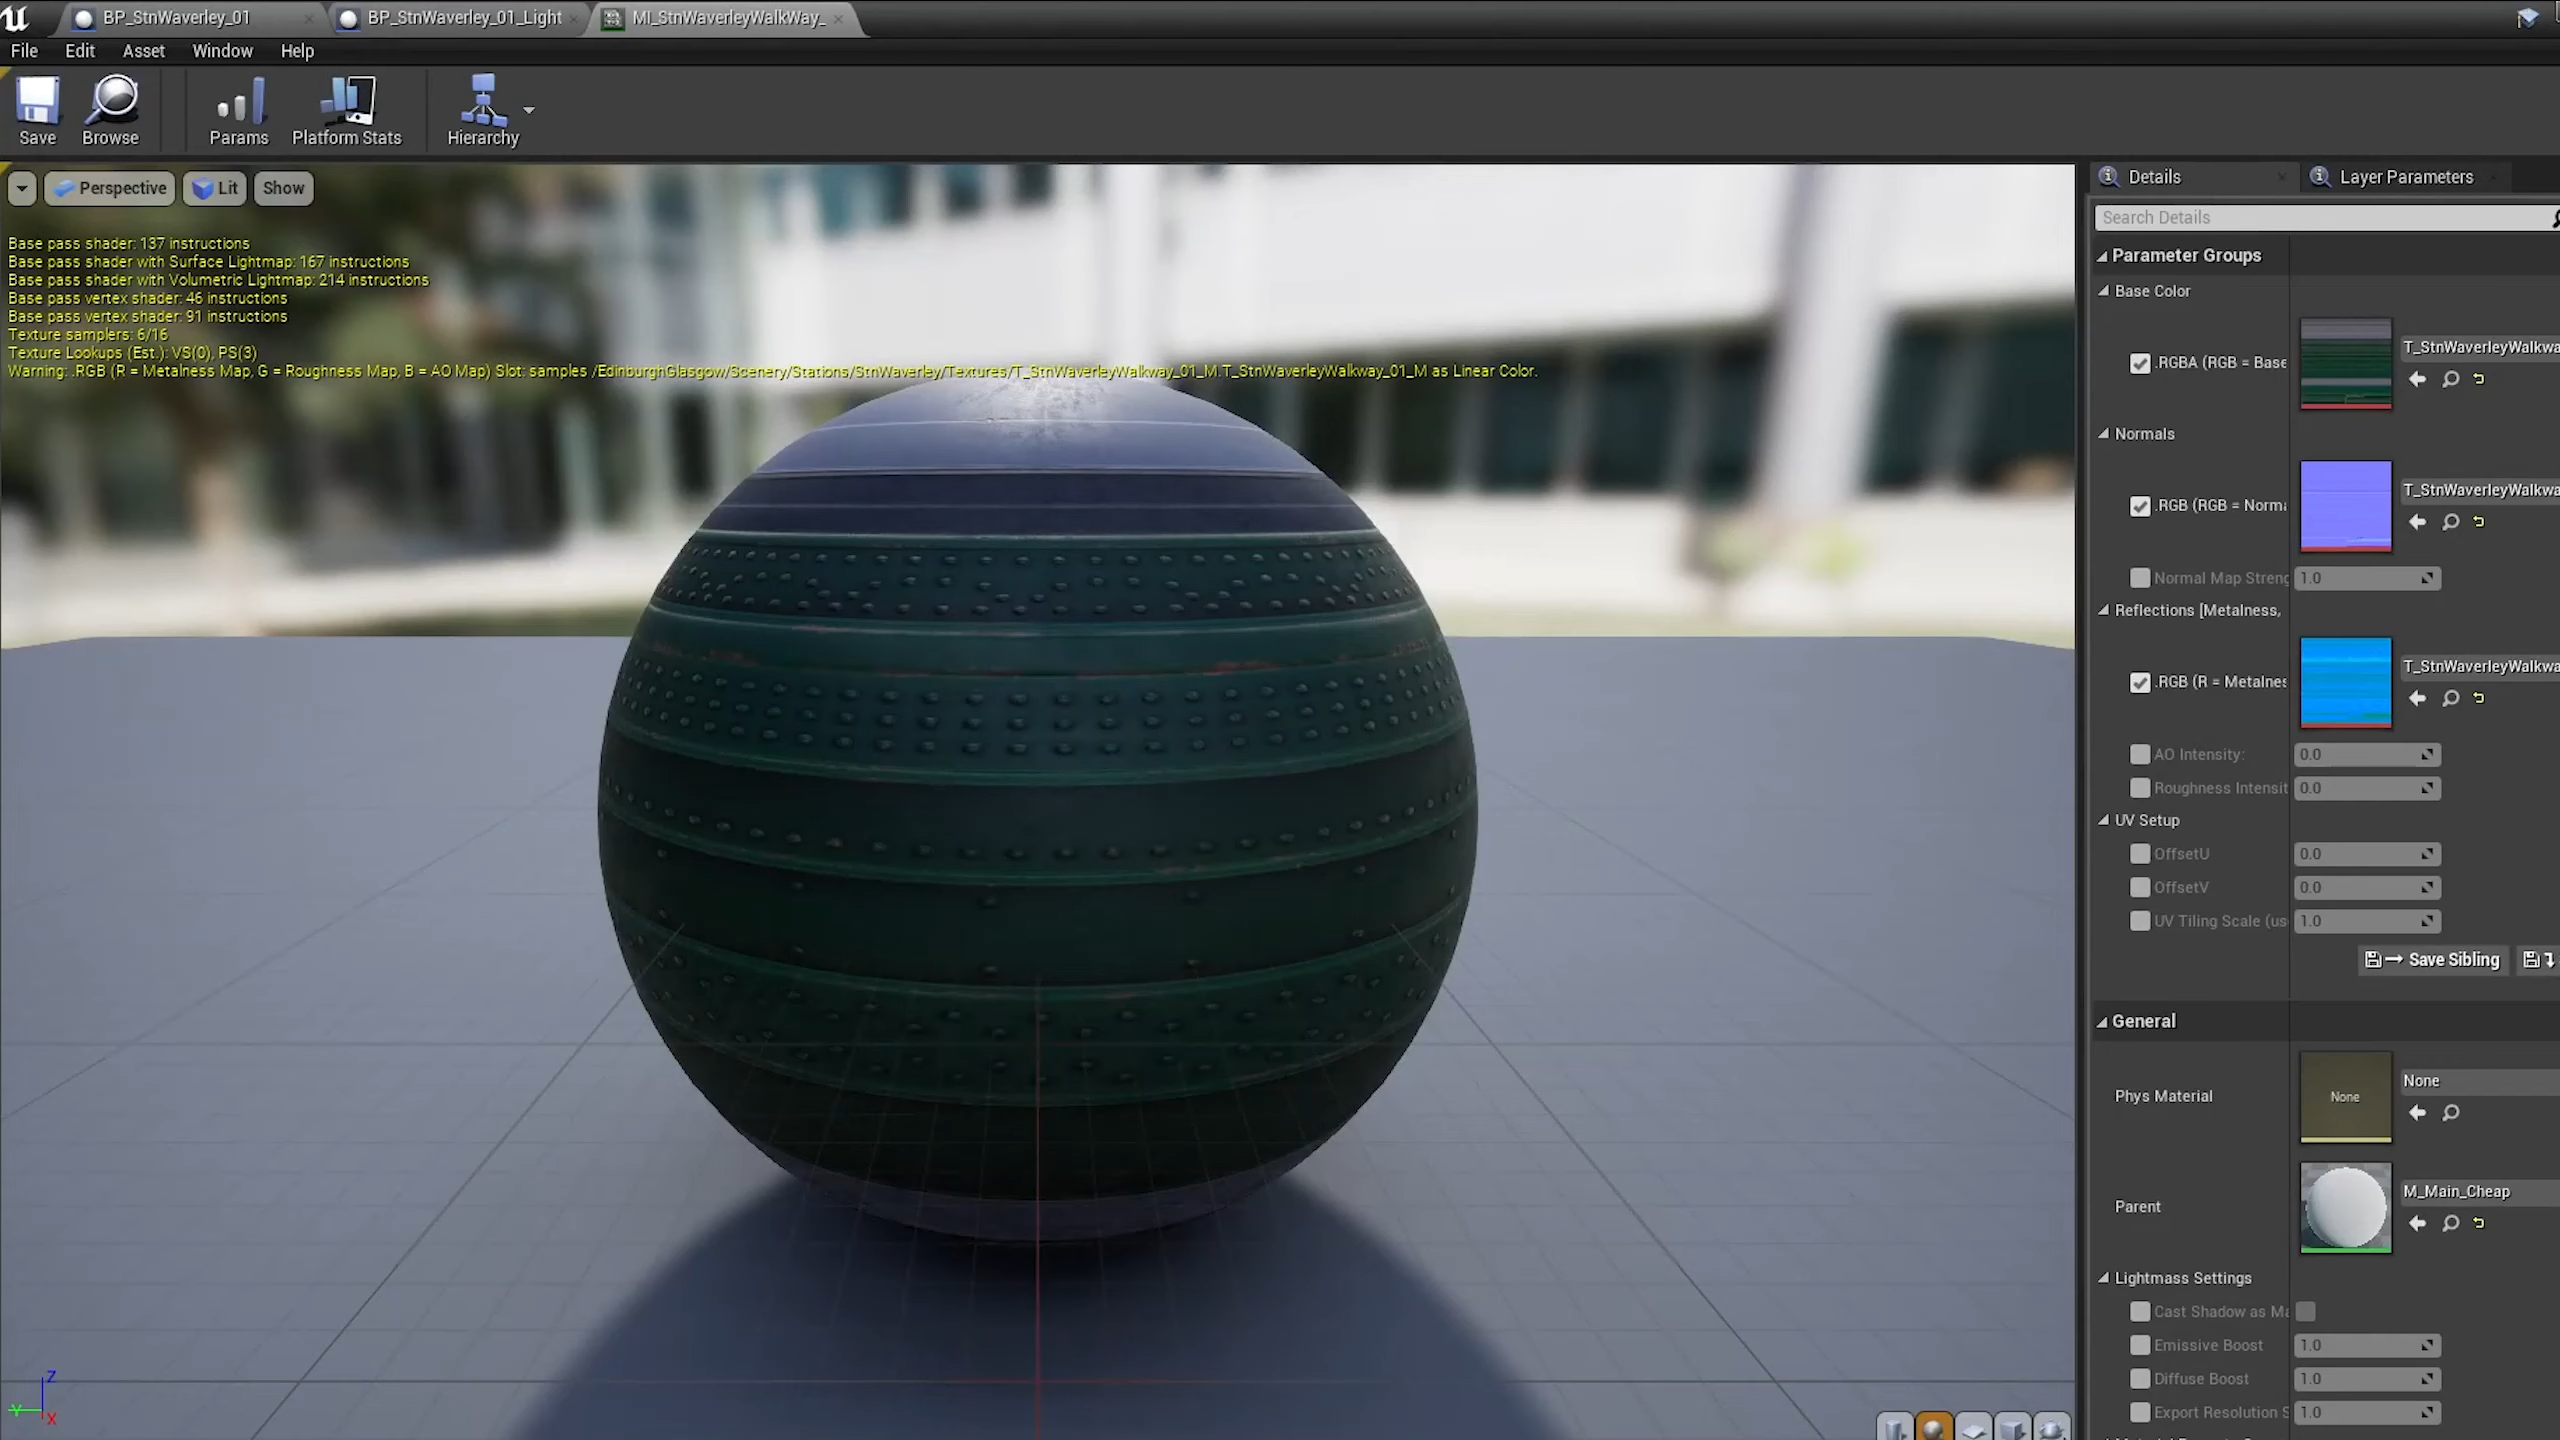 BP_StnWaverley_01
BP_StnWaverley_01_Light
MI_StnWaverleyWalkWay_
File Edit Asset Window Help
Save
Browse
Params
Platform Stats
Hierarchy
Perspective
Lit
Show
Base pass shader: 137 instructions
Base pass shader with Surface Lightmap: 167 instructions
Base pass shader with Volumetric Lightmap: 214 instructions
Base pass vertex shader: 46 instructions
Base pass vertex shader: 91 instructions
Texture samplers: 6/16
Texture Lookups (Est.): VS(0), PS(3)
Warning: .RGB (R = Metalness Map, G = Roughness Map, B = AO Map) Slot: samples /EdinburghGlasgow/Scenery/Stations/StnWaverley/Textures/T_StnWaverleyWalkway_01_M.T_StnWaverleyWalkway_01_M as Linear Color.
Z
Y
X
Details
Layer Parameters
Search Details
Parameter Groups
Base Color
.RGBA (RGB = Base
T_StnWaverleyWalkwa
Normals
.RGB (RGB = Norma
T_StnWaverleyWalkwa
Normal Map Streng
1.0
Reflections [Metalness,
.RGB (R = Metalnes
T_StnWaverleyWalkwa
AO Intensity:
0.0
Roughness Intensit
0.0
UV Setup
OffsetU
0.0
OffsetV
0.0
UV Tiling Scale (us
1.0
Save Sibling
General
Phys Material
None
None
Parent
M_Main_Cheap
Lightmass Settings
Cast Shadow as Ma
Emissive Boost
1.0
Diffuse Boost
1.0
Export Resolution S
1.0